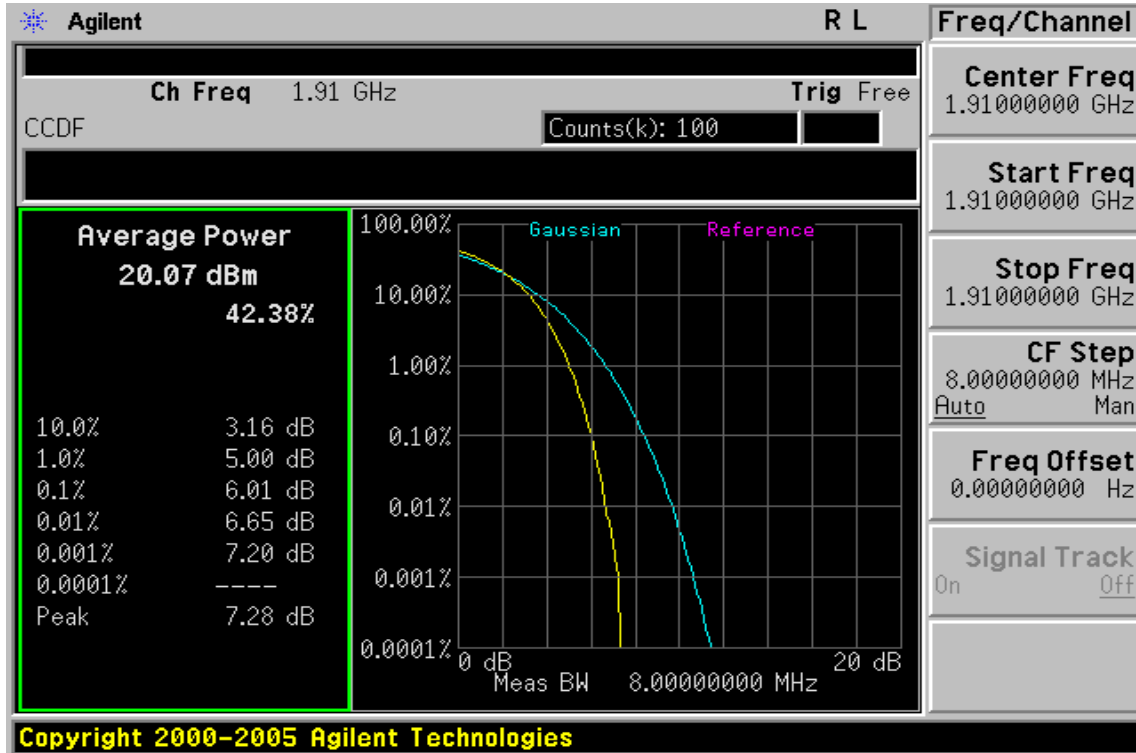 Agilent R L
Freq/Channel
Ch Freq 1.91 GHz Trig Free
CCDF Counts(k): 100
Average Power
20.07 dBm
42.38%
10.0% 3.16 dB
1.0% 5.00 dB
0.1% 6.01 dB
0.01% 6.65 dB
0.001% 7.20 dB
0.0001% ----
Peak 7.28 dB
Gaussian Reference
100.00%
10.00%
1.00%
0.10%
0.01%
0.001%
0.0001%
0 dB 20 dB
Meas BW 8.00000000 MHz
Center Freq
1.91000000 GHz
Start Freq
1.91000000 GHz
Stop Freq
1.91000000 GHz
CF Step
8.00000000 MHz
Auto Man
Freq Offset
0.00000000 Hz
Signal Track
On Off
Copyright 2000-2005 Agilent Technologies